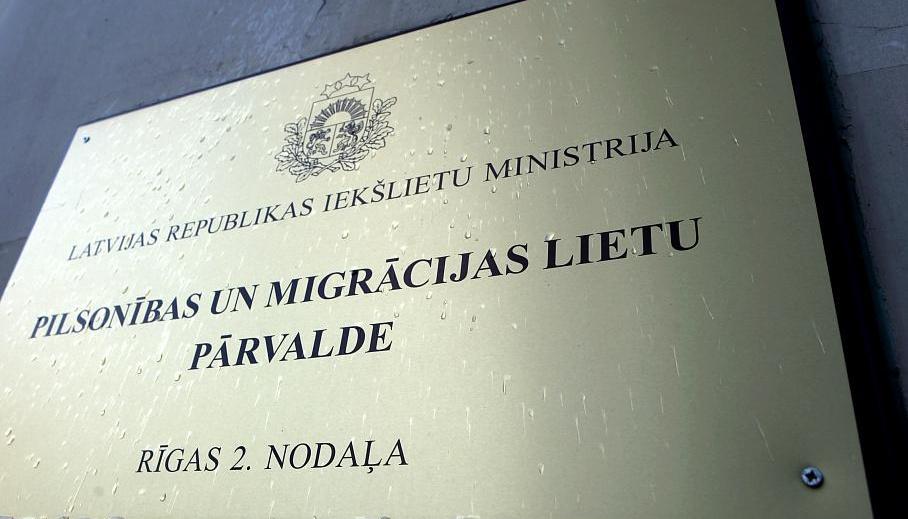 LATVIJAS REPUBLIKAS IEKŠLIETU MINISTRIJA
PILSONĪBAS UN MIGRĀCIJAS LIETU
PĀRVALDE
RĪGAS 2. NODAĻA